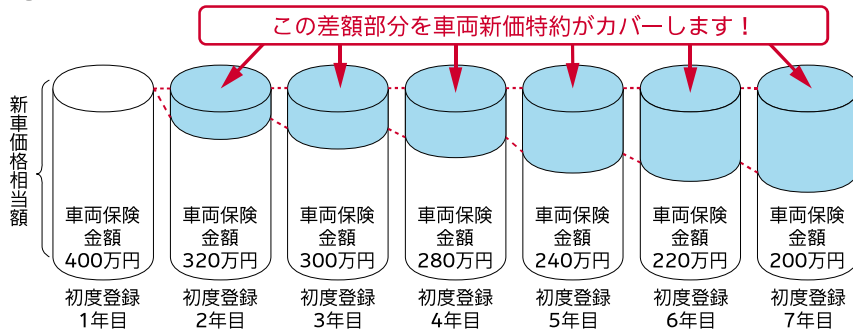 この差額部分を車両新価特約がカバーします！
新車価格相当額
車両保険
金額
400万円
初度登録
1年目
車両保険
金額
320万円
初度登録
2年目
車両保険
金額
300万円
初度登録
3年目
車両保険
金額
280万円
初度登録
4年目
車両保険
金額
240万円
初度登録
5年目
車両保険
金額
220万円
初度登録
6年目
車両保険
金額
200万円
初度登録
7年目